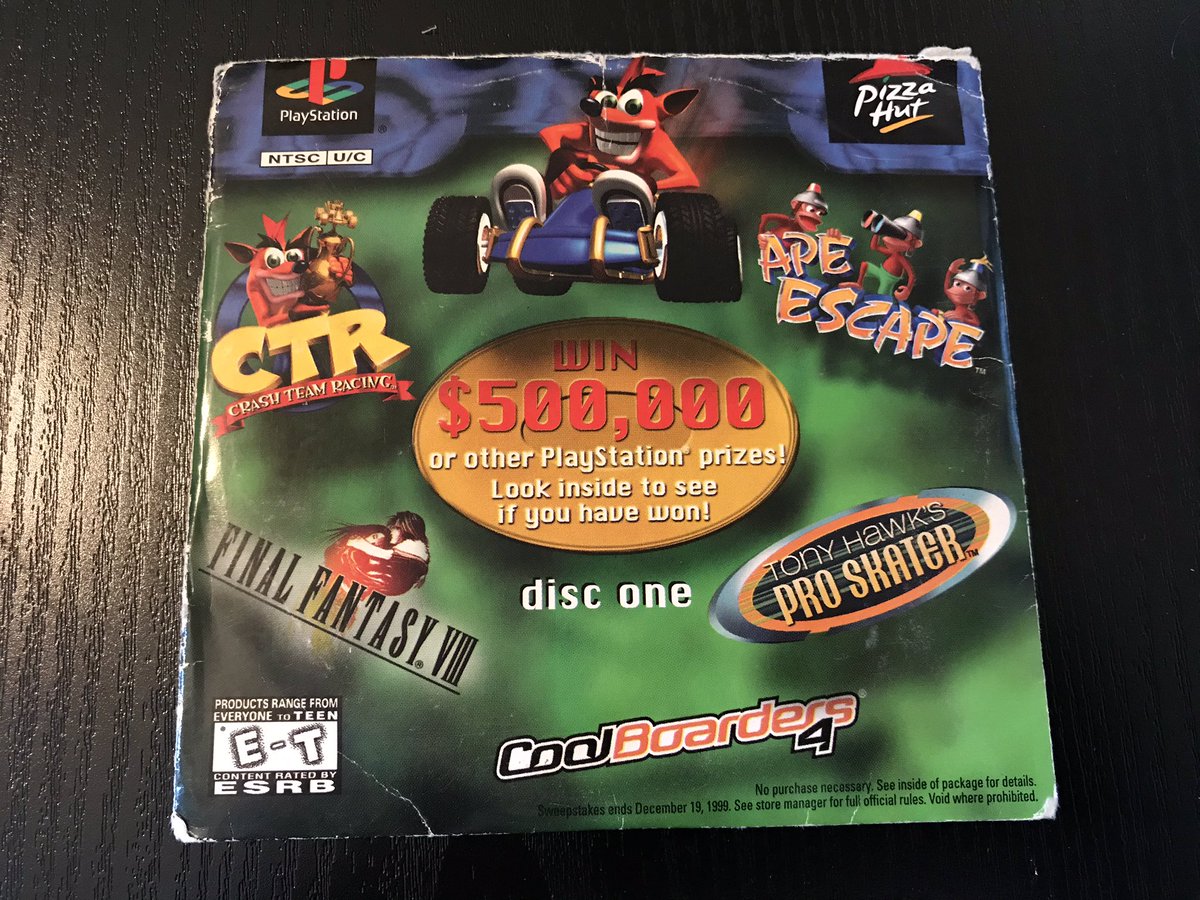 PlayStation
®
NTSC U/C
Pizza
Hut
CTR
CRASH TEAM RACING
APE
ESCAPE
TM
WIN
$500,000
or other PlayStation® prizes!
Look inside to see
if you have won!
disc one
FINAL FANTASY® VIII
TONY HAWK'S
PRO SKATER™
CoolBoarders®
4
PRODUCTS RANGE FROM
EVERYONE TO TEEN
E-T
CONTENT RATED BY
ESRB
No purchase necessary. See inside of package for details.
Sweepstakes ends December 19, 1999. See store manager for full official rules. Void where prohibited.